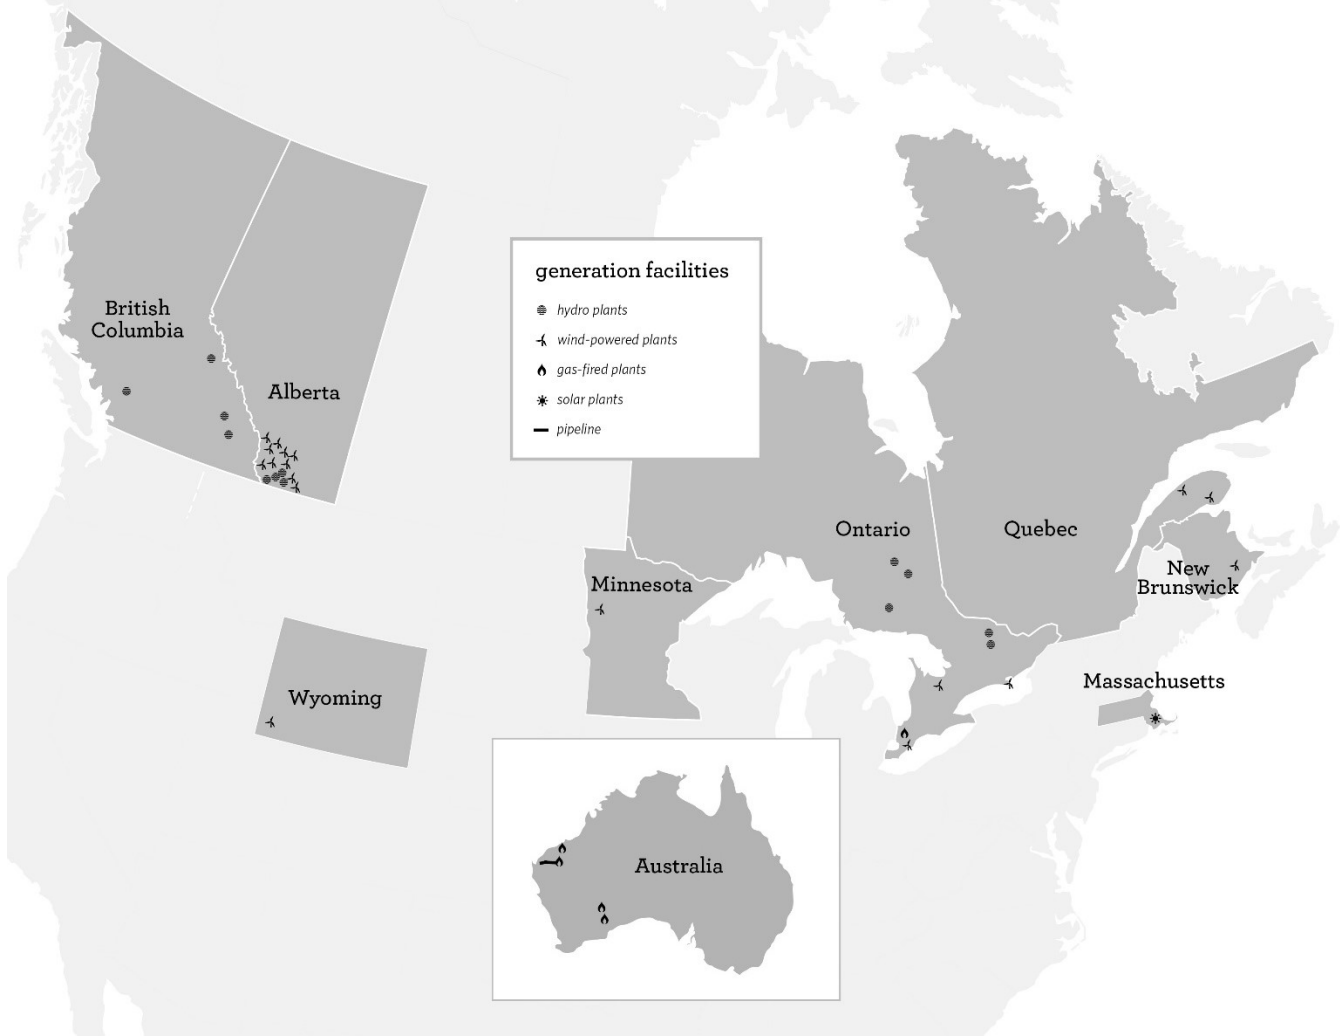 generation facilities
hydro plants
wind-powered plants
gas-fired plants
solar plants
pipeline
British
Columbia
Alberta
Ontario
Quebec
New
Brunswick
Minnesota
Massachusetts
Wyoming
Australia